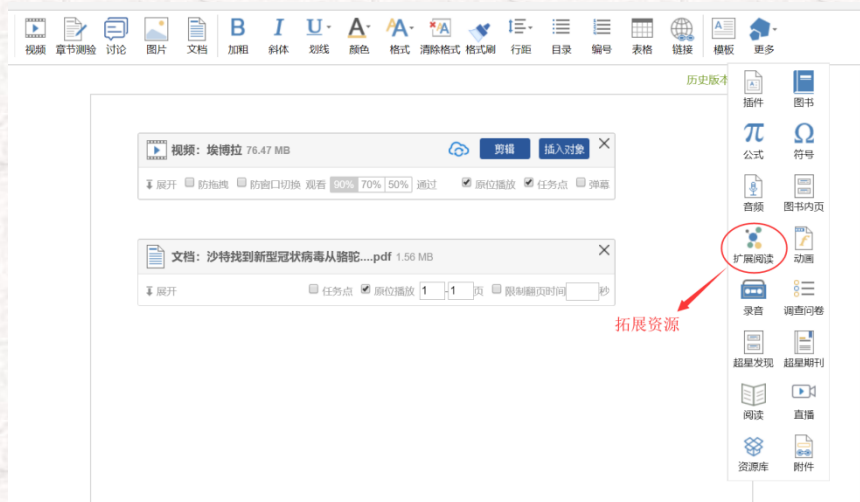 视频 章节测验 讨论 图片 文档 B 加粗 I 斜体 U 划线 A 颜色 AA 格式 清除格式 格式刷 行距 目录 编号 表格 链接 模板 更多
历史版本
插件 图书
π Ω
公式 符号
音频 图书内页
扩展阅读 动画
录音 调查问卷
超星发现 超星期刊
阅读 直播
资源库 附件
视频：埃博拉 76.47 MB 剪辑 插入对象
展开 防拖拽 防窗口切换 观看 90% 70% 50% 通过 原位播放 任务点 弹幕
文档：沙特找到新型冠状病毒从骆驼....pdf 1.56 MB
展开 任务点 原位播放 1 - 1 页 限制翻页时间 秒
拓展资源